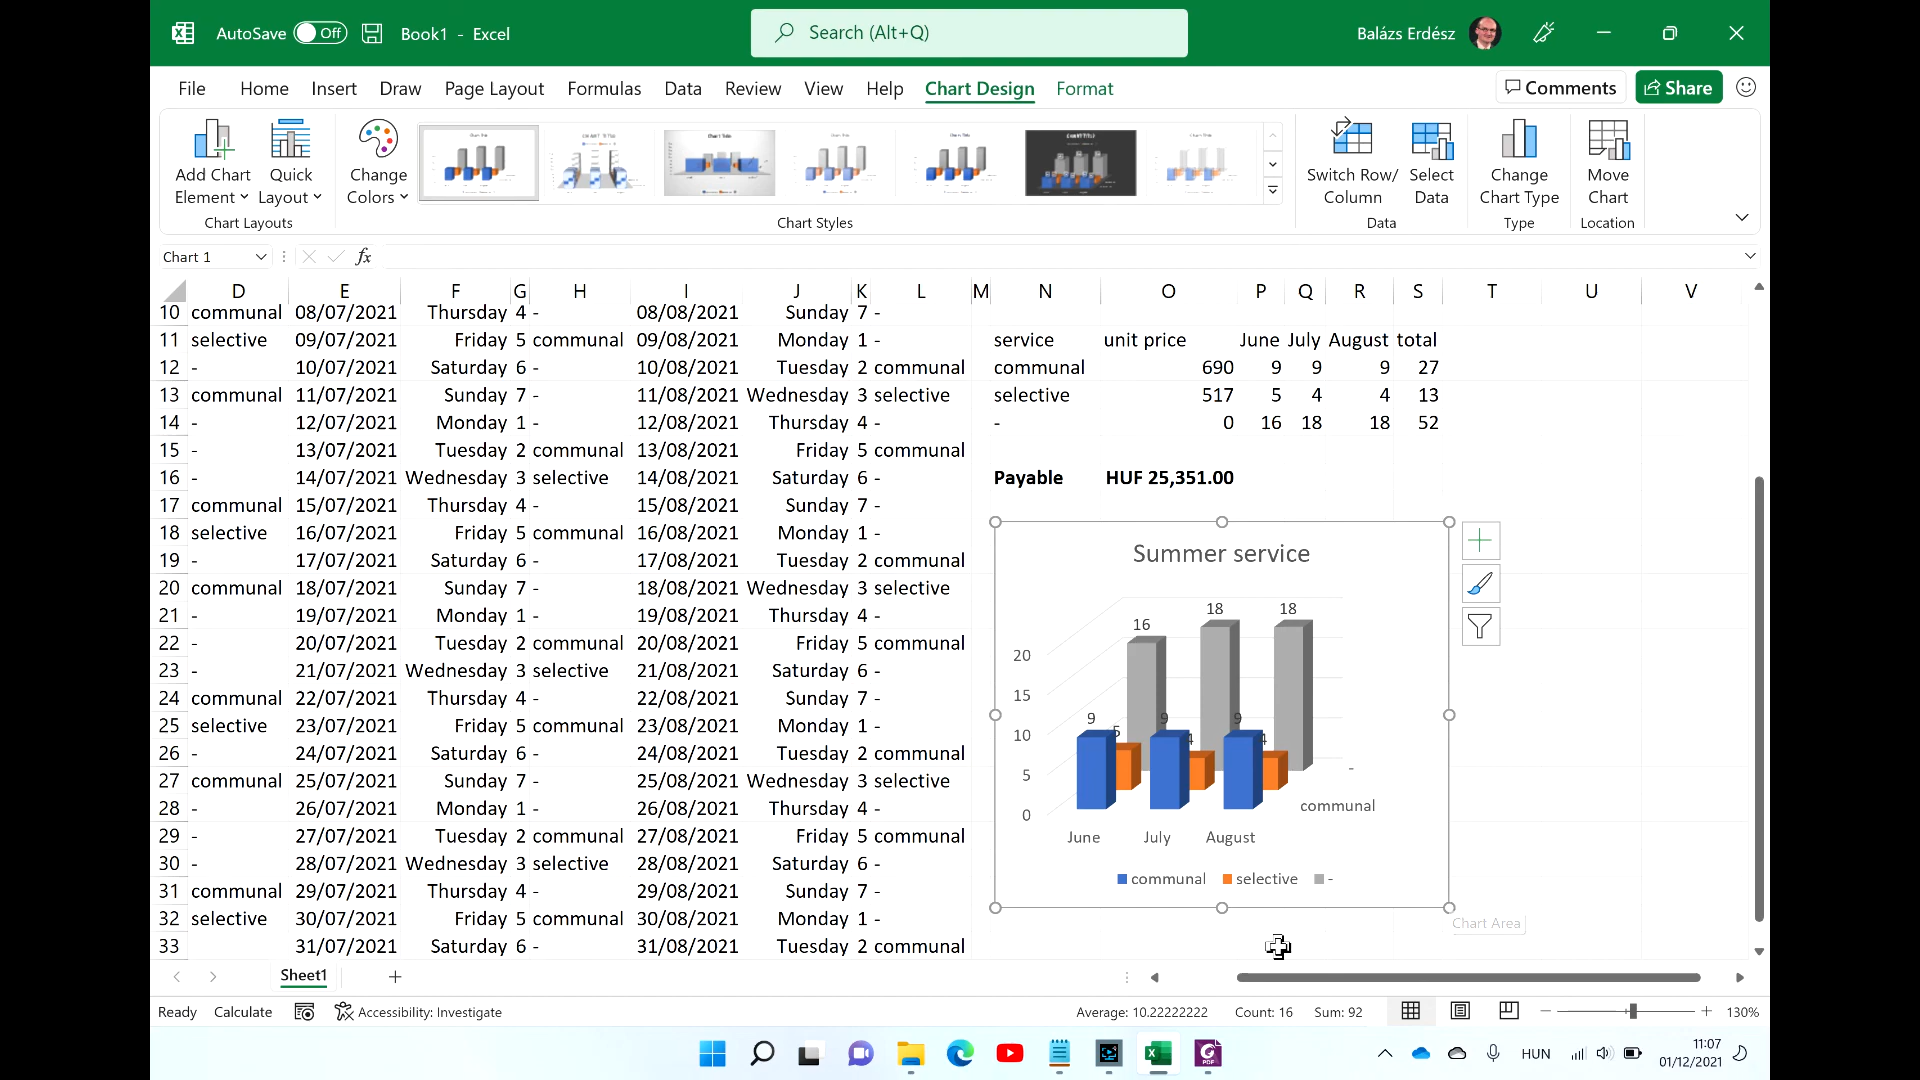 AutoSave Off Book1 - Excel Search (Alt+Q) Balázs Erdész
File Home Insert Draw Page Layout Formulas Data Review View Help Chart Design Format Comments Share
Add Chart Element Quick Layout Change Colors Switch Row/ Column Select Data Change Chart Type Move Chart
Chart Layouts Chart Styles Data Type Location
Chart 1 fx
D E F G H I J K L M N O P Q R S T U V
10 communal 08/07/2021 Thursday 4 - 08/08/2021 Sunday 7 -
11 selective 09/07/2021 Friday 5 communal 09/08/2021 Monday 1 - service unit price June July August total
12 - 10/07/2021 Saturday 6 - 10/08/2021 Tuesday 2 communal communal 690 9 9 9 27
13 communal 11/07/2021 Sunday 7 - 11/08/2021 Wednesday 3 selective selective 517 5 4 4 13
14 - 12/07/2021 Monday 1 - 12/08/2021 Thursday 4 - - 0 16 18 18 52
15 - 13/07/2021 Tuesday 2 communal 13/08/2021 Friday 5 communal
16 - 14/07/2021 Wednesday 3 selective 14/08/2021 Saturday 6 - Payable HUF 25,351.00
17 communal 15/07/2021 Thursday 4 - 15/08/2021 Sunday 7 -
18 selective 16/07/2021 Friday 5 communal 16/08/2021 Monday 1 -
19 - 17/07/2021 Saturday 6 - 17/08/2021 Tuesday 2 communal
20 communal 18/07/2021 Sunday 7 - 18/08/2021 Wednesday 3 selective
21 - 19/07/2021 Monday 1 - 19/08/2021 Thursday 4 -
22 - 20/07/2021 Tuesday 2 communal 20/08/2021 Friday 5 communal
23 - 21/07/2021 Wednesday 3 selective 21/08/2021 Saturday 6 -
24 communal 22/07/2021 Thursday 4 - 22/08/2021 Sunday 7 -
25 selective 23/07/2021 Friday 5 communal 23/08/2021 Monday 1 -
26 - 24/07/2021 Saturday 6 - 24/08/2021 Tuesday 2 communal
27 communal 25/07/2021 Sunday 7 - 25/08/2021 Wednesday 3 selective
28 - 26/07/2021 Monday 1 - 26/08/2021 Thursday 4 -
29 - 27/07/2021 Tuesday 2 communal 27/08/2021 Friday 5 communal
30 - 28/07/2021 Wednesday 3 selective 28/08/2021 Saturday 6 -
31 communal 29/07/2021 Thursday 4 - 29/08/2021 Sunday 7 -
32 selective 30/07/2021 Friday 5 communal 30/08/2021 Monday 1 -
33 31/07/2021 Saturday 6 - 31/08/2021 Tuesday 2 communal
Summer service
16 18 18
20
15
9 5 9 4 9 4
10
5 -
0 communal
June July August
communal selective -
Chart Area
Sheet1
Ready Calculate Accessibility: Investigate Average: 10.22222222 Count: 16 Sum: 92 130%
HUN 11:07
01/12/2021